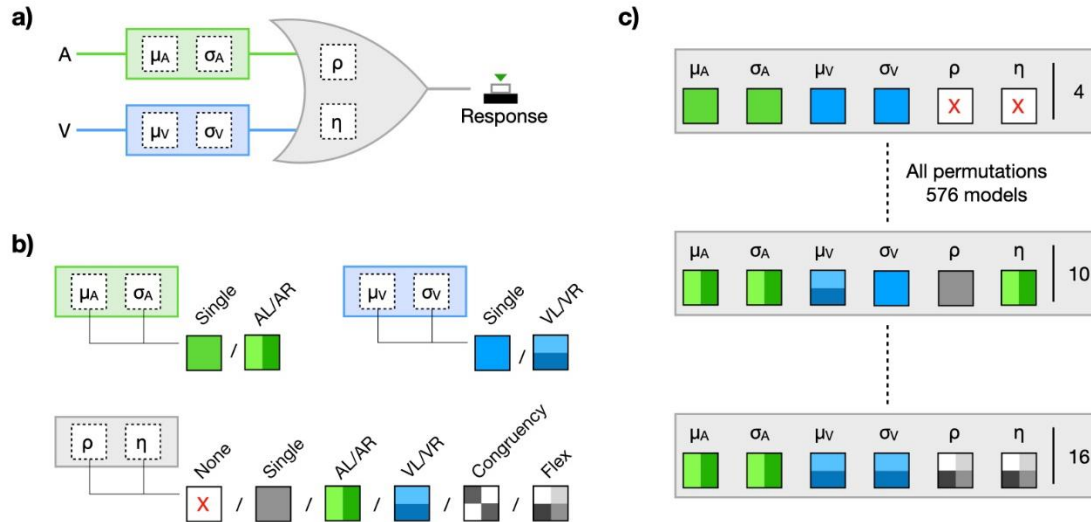 a)
A
μA σA
V
μV σV
ρ
η
Response
b)
μA σA
Single / AL/AR
μV σV
Single / VL/VR
ρ η
None / Single / AL/AR / VL/VR / Congruency / Flex
X
c)
μA σA μV σV ρ η
X X 4
All permutations
576 models
μA σA μV σV ρ η
10
μA σA μV σV ρ η
16